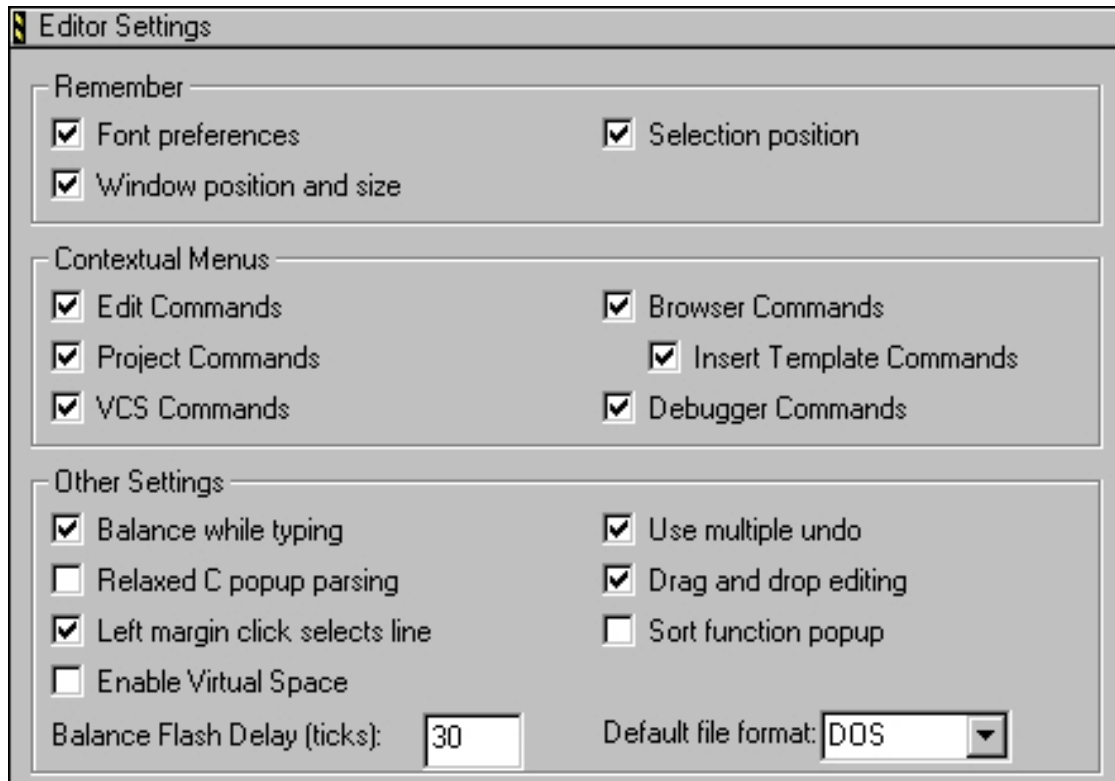 Editor Settings
Remember
Font preferences Selection position
Window position and size
Contextual Menus
Edit Commands Browser Commands
Project Commands Insert Template Commands
VCS Commands Debugger Commands
Other Settings
Balance while typing Use multiple undo
Relaxed C popup parsing Drag and drop editing
Left margin click selects line Sort function popup
Enable Virtual Space
Balance Flash Delay (ticks): 30 Default file format: DOS